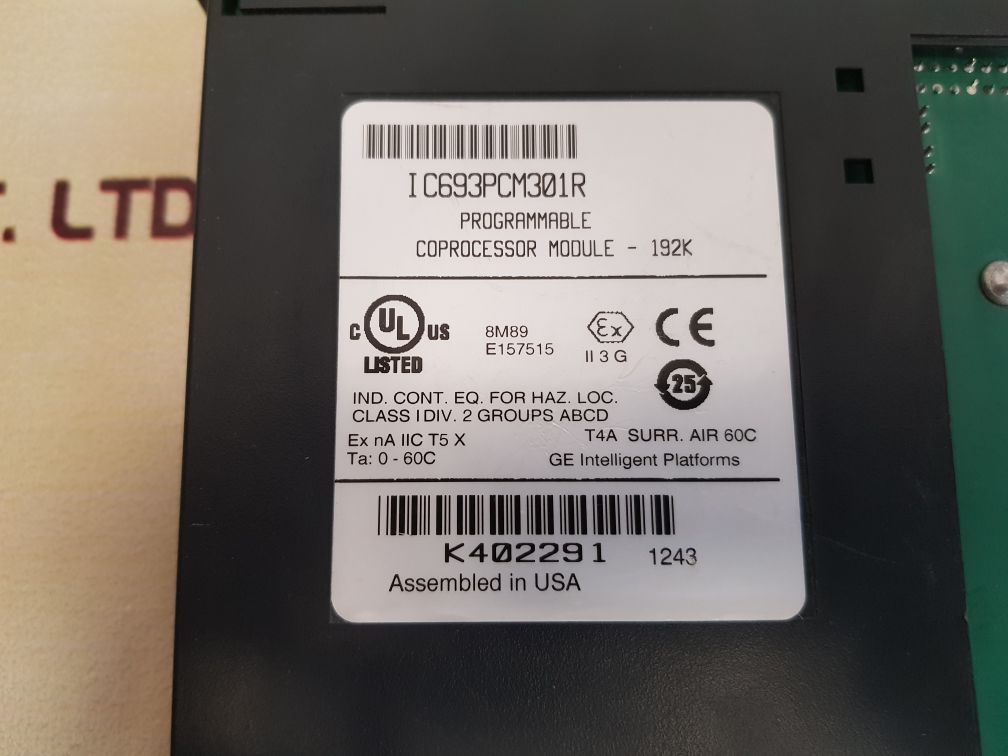 . LTD
IC693PCM301R
PROGRAMMABLE
COPROCESSOR MODULE - 192K
C UL US
LISTED
8M89
E157515
Ex
II 3 G
CE
25
IND. CONT. EQ. FOR HAZ. LOC.
CLASS I DIV. 2 GROUPS ABCD
Ex nA IIC T5 X
T4A SURR. AIR 60C
Ta: 0 - 60C
GE Intelligent Platforms
K402291 1243
Assembled in USA